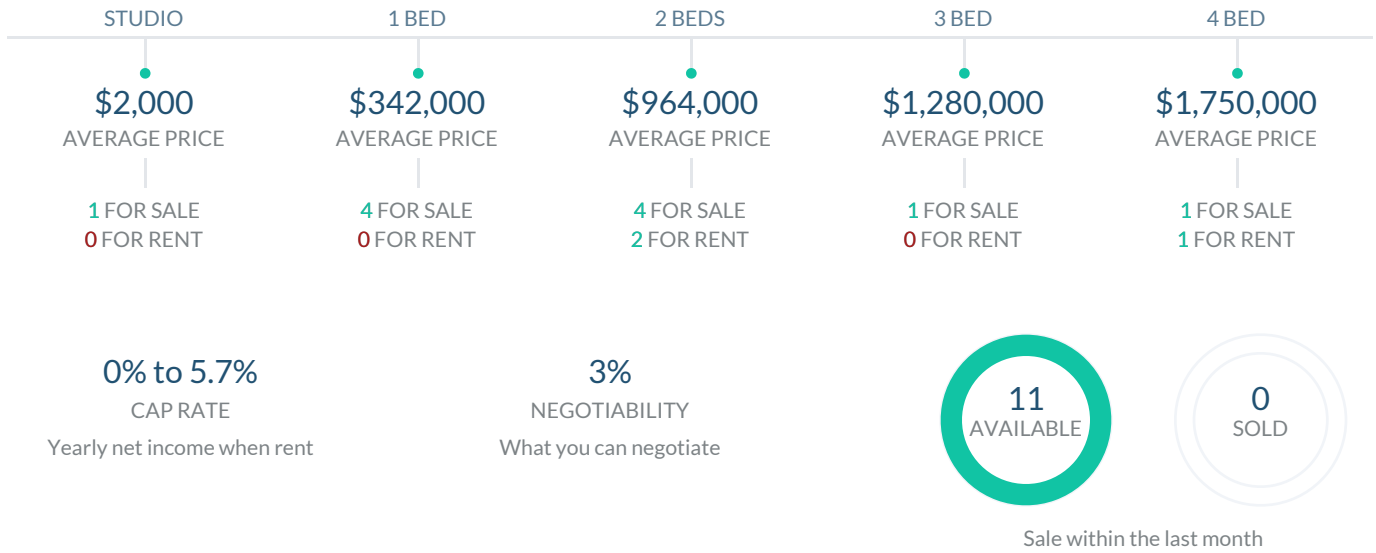 STUDIO
1 BED
2 BEDS
3 BED
4 BED
$2,000
$342,000
$964,000
$1,280,000
$1,750,000
AVERAGE PRICE
AVERAGE PRICE
AVERAGE PRICE
AVERAGE PRICE
AVERAGE PRICE
1 FOR SALE
4 FOR SALE
4 FOR SALE
1 FOR SALE
1 FOR SALE
0 FOR RENT
0 FOR RENT
2 FOR RENT
0 FOR RENT
1 FOR RENT
0% to 5.7%
CAP RATE
Yearly net income when rent
3%
NEGOTIABILITY
What you can negotiate
11
AVAILABLE
0
SOLD
Sale within the last month